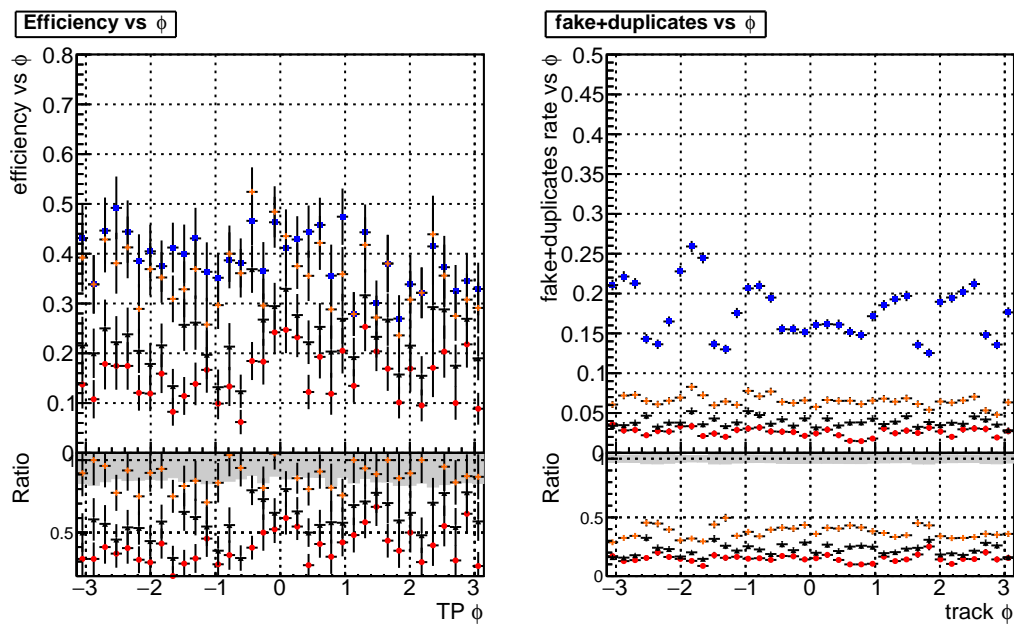 Efficiency vs ϕ
efficiency vs ϕ
0.8
0.7
0.6
0.5
0.4
0.3
0.2
0.1
0
Ratio
0.5
−3 −2 −1 0 1 2 3
TP ϕ
fake+duplicates vs ϕ
fake+duplicates rate vs ϕ
0.5
0.45
0.4
0.35
0.3
0.25
0.2
0.15
0.1
0.05
0
Ratio
1
0.5
0
−3 −2 −1 0 1 2 3
track ϕ